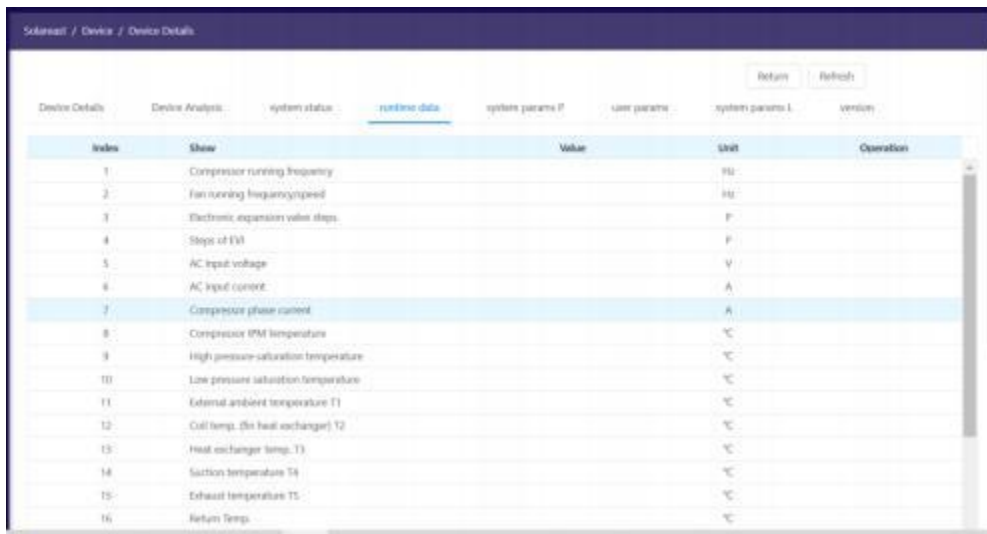 Solareast / Device / Device Details
Return Refresh
Device Details Device Analysis system status runtime data system params P user params system params L version
Index Show Value Unit Operation
1 Compressor running frequency Hz
2 Fan running frequency/speed Hz
3 Electronic expansion valve steps. P
4 Steps of EVI P
5 AC input voltage V
6 AC input current A
7 Compressor phase current A
8 Compressor IPM temperature ℃
9 High pressure saturation temperature ℃
10 Low pressure saturation temperature ℃
11 External ambient temperature T1 ℃
12 Coil temp. (fin heat exchanger) T2 ℃
13 Heat exchanger temp. T3 ℃
14 Suction temperature T4 ℃
15 Exhaust temperature T5 ℃
16 Return Temp. ℃